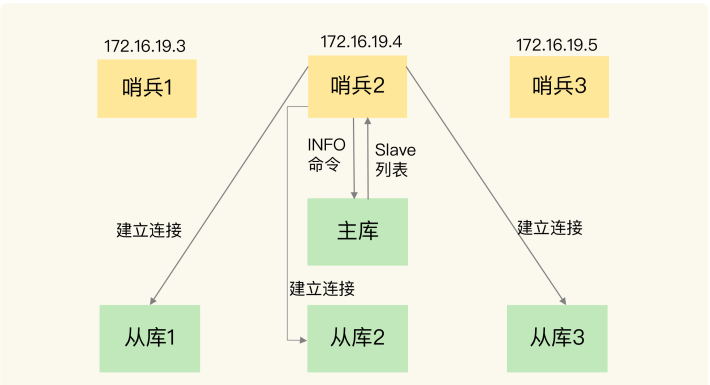 172.16.19.3
172.16.19.4
172.16.19.5
哨兵1
哨兵2
哨兵3
INFO
命令
Slave
列表
主库
建立连接
建立连接
建立连接
从库1
从库2
从库3